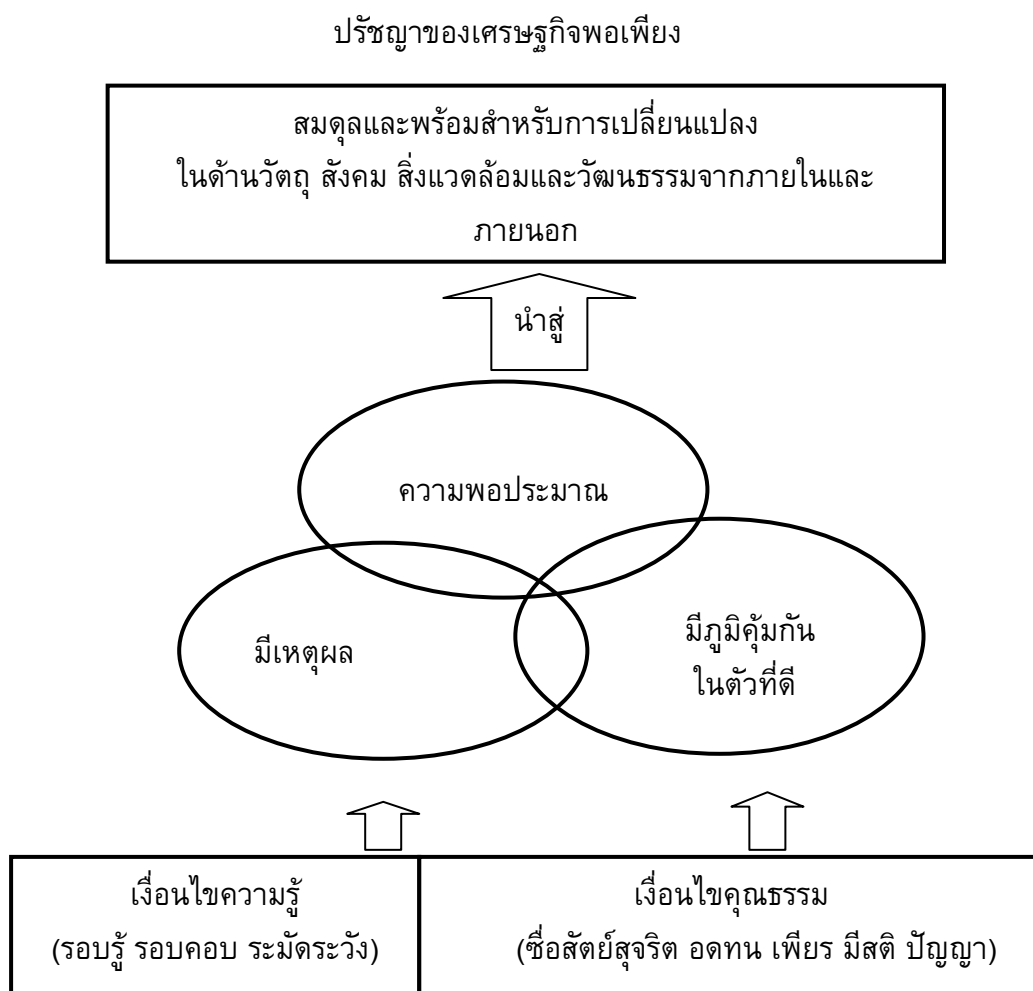 ปรัชญาของเศรษฐกิจพอเพียง
สมดุลและพร้อมสำหรับการเปลี่ยนแปลง
ในด้านวัตถุ สังคม สิ่งแวดล้อมและวัฒนธรรมจากภายในและ
ภายนอก
นำสู่
ความพอประมาณ
มีเหตุผล
มีภูมิคุ้มกัน
ในตัวที่ดี
เงื่อนไขความรู้
(รอบรู้ รอบคอบ ระมัดระวัง)
เงื่อนไขคุณธรรม
(ซื่อสัตย์สุจริต อดทน เพียร มีสติ ปัญญา)